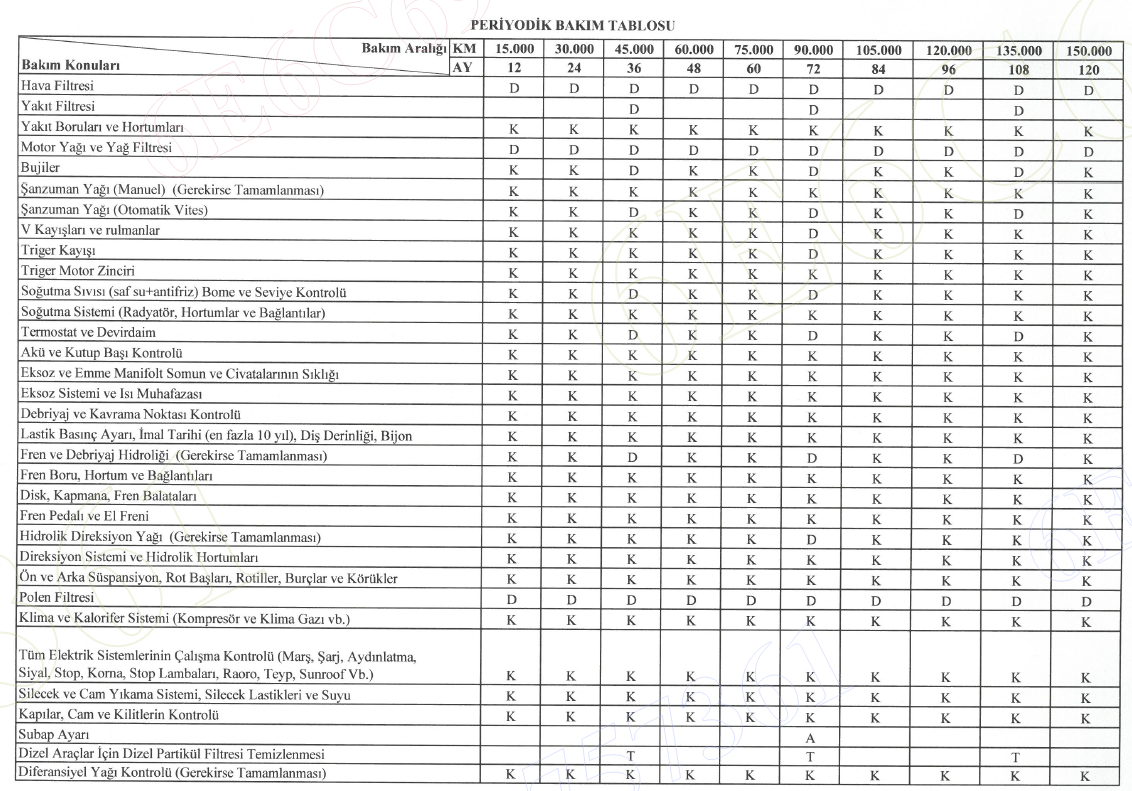 PERİYODİK BAKIM TABLOSU
Bakım Aralığı KM 15.000 30.000 45.000 60.000 75.000 90.000 105.000 120.000 135.000 150.000
Bakım Konuları AY 12 24 36 48 60 72 84 96 108 120
Hava Filtresi D D D D D D D D D D
Yakıt Filtresi D D D
Yakıt Boruları ve Hortumları K K K K K K K K K K
Motor Yağı ve Yağ Filtresi D D D D D D D D D D
Bujiler K K D K K D K K D K
Şanzuman Yağı (Manuel) (Gerekirse Tamamlanması) K K K K K K K K K K
Şanzuman Yağı (Otomatik Vites) K K D K K D K K D K
V Kayışları ve rulmanlar K K K K K D K K K K
Triger Kayışı K K K K K D K K K K
Triger Motor Zinciri K K K K K K K K K K
Soğutma Sıvısı (saf su+antifriz) Bome ve Seviye Kontrolü K K D K K D K K K K
Soğutma Sistemi (Radyatör, Hortumlar ve Bağlantılar) K K K K K K K K K K
Termostat ve Devirdaim K K D K K D K K D K
Akü ve Kutup Başı Kontrolü K K K K K K K K K K
Eksoz ve Emme Manifolt Somun ve Civatalarının Sıklığı K K K K K K K K K K
Eksoz Sistemi ve Isı Muhafazası K K K K K K K K K K
Debriyaj ve Kavrama Noktası Kontrolü K K K K K K K K K K
Lastik Basınç Ayarı, İmal Tarihi (en fazla 10 yıl), Diş Derinliği, Bijon K K K K K K K K K K
Fren ve Debriyaj Hidroliği (Gerekirse Tamamlanması) K K D K K D K K D K
Fren Boru, Hortum ve Bağlantıları K K K K K K K K K K
Disk, Kapmana, Fren Balataları K K K K K K K K K K
Fren Pedalı ve El Freni K K K K K K K K K K
Hidrolik Direksiyon Yağı (Gerekirse Tamamlanması) K K K K K D K K K K
Direksiyon Sistemi ve Hidrolik Hortumları K K K K K K K K K K
Ön ve Arka Süspansiyon, Rot Başları, Rotiller, Burçlar ve Körükler K K K K K K K K K K
Polen Filtresi D D D D D D D D D D
Klima ve Kalorifer Sistemi (Kompresör ve Klima Gazı vb.) K K K K K K K K K K
Tüm Elektrik Sistemlerinin Çalışma Kontrolü (Marş, Şarj, Aydınlatma,
Siyal, Stop, Korna, Stop Lambaları, Raoro, Teyp, Sunroof Vb.) K K K K K K K K K K
Silecek ve Cam Yıkama Sistemi, Silecek Lastikleri ve Suyu K K K K K K K K K K
Kapılar, Cam ve Kilitlerin Kontrolü K K K K K K K K K K
Subap Ayarı A
Dizel Araçlar İçin Dizel Partikül Filtresi Temizlenmesi T T T
Diferansiyel Yağı Kontrolü (Gerekirse Tamamlanması) K K K K K K K K K K